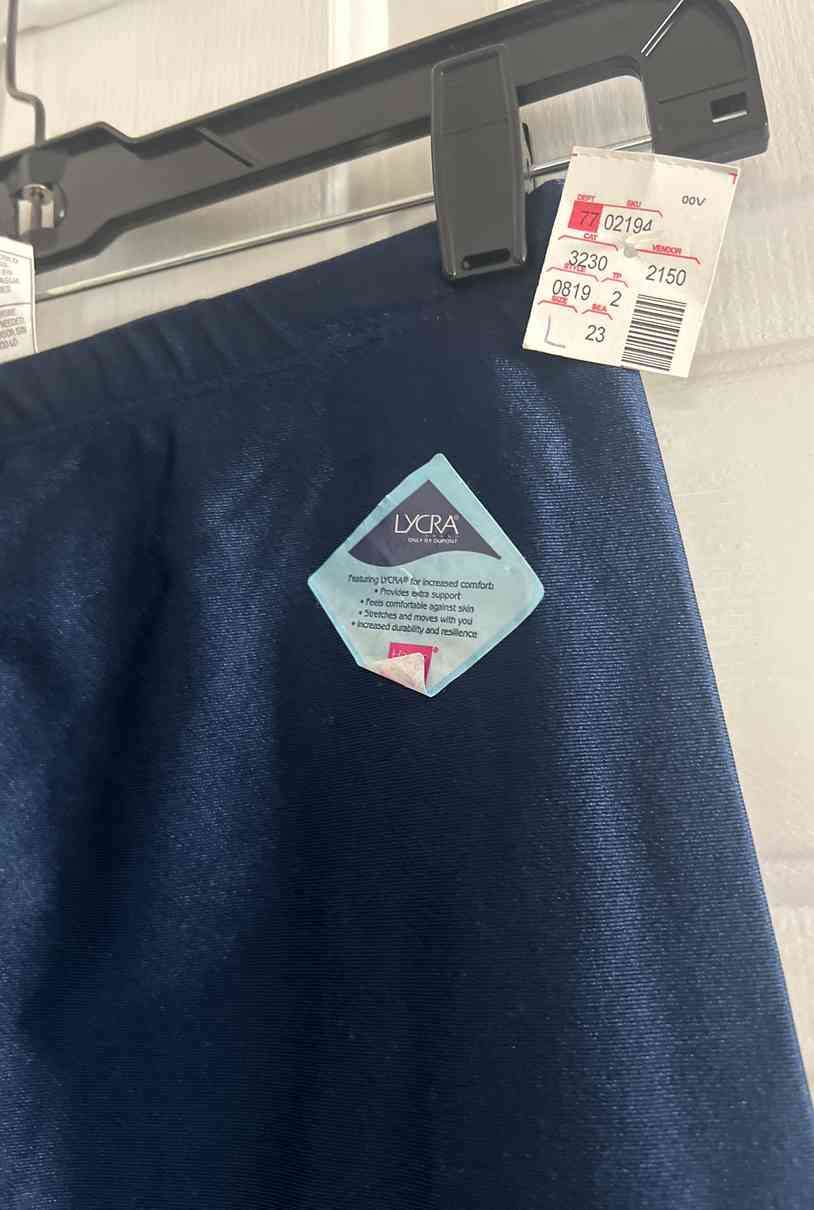 DEPT SKU 00V
77 02194
CAT VENDOR
3230 2150
STYLE TP
0819 2
SIZE SEA
L 23
LYCRA®
ONLY BY DUPONT
Featuring LYCRA® for increased comfort:
• Provides extra support
• Feels comfortable against skin
• Stretches and moves with you
• Increased durability and resilience
®
NEEDED.